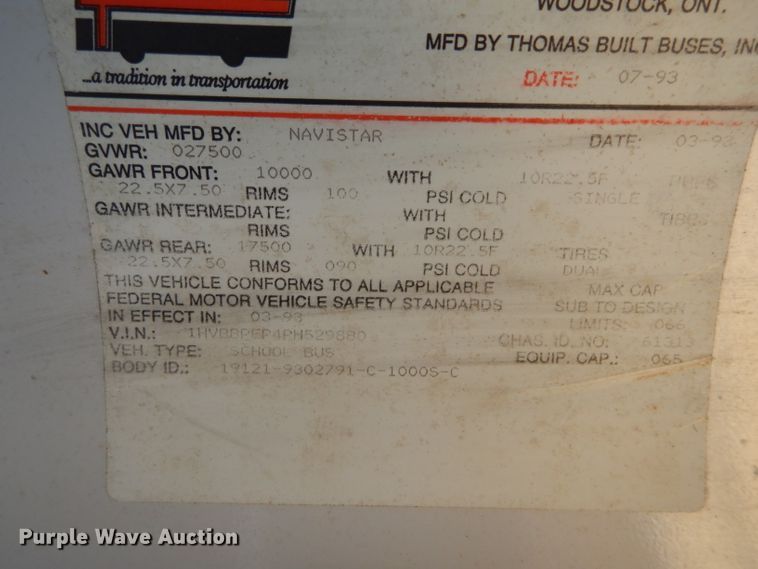 WOODSTOCK, ONT.
MFD BY THOMAS BUILT BUSES, INC
...a tradition in transportation
DATE: 07-93
INC VEH MFD BY: NAVISTAR DATE: 03-93
GVWR: 027500
GAWR FRONT: 10000 WITH 10R22.5F TIRES
22.5X7.50 RIMS 100 PSI COLD SINGLE
GAWR INTERMEDIATE: WITH TIRES
RIMS PSI COLD
GAWR REAR: 17500 WITH 10R22.5F TIRES
22.5X7.50 RIMS 090 PSI COLD DUAL
THIS VEHICLE CONFORMS TO ALL APPLICABLE MAX CAP
FEDERAL MOTOR VEHICLE SAFETY STANDARDS SUB TO DESIGN
IN EFFECT IN: 03-93 LIMITS: 066
V.I.N.: CHAS. ID. NO: 61313
VEH. TYPE: SCHOOL BUS EQUIP. CAP.: 065
BODY ID.: 19121-9302791-C-1000S-C
Purple Wave Auction